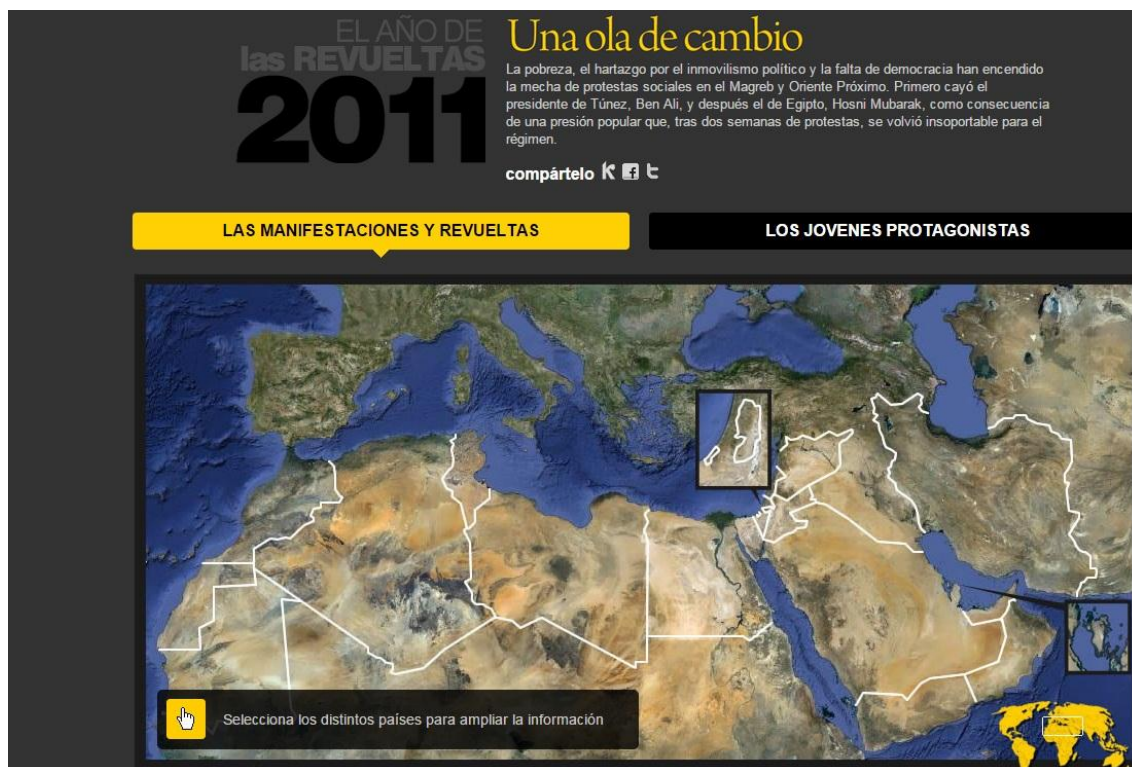 EL AÑO DE
las REVUELTAS
2011
Una ola de cambio
La pobreza, el hartazgo por el inmovilismo político y la falta de democracia han encendido
la mecha de protestas sociales en el Magreb y Oriente Próximo. Primero cayó el
presidente de Túnez, Ben Ali, y después el de Egipto, Hosni Mubarak, como consecuencia
de una presión popular que, tras dos semanas de protestas, se volvió insoportable para el
régimen.
compártelo
LAS MANIFESTACIONES Y REVUELTAS
LOS JOVENES PROTAGONISTAS
Selecciona los distintos países para ampliar la información